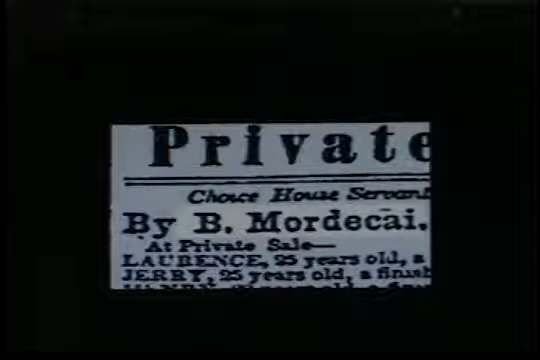 Private
Choice House Servant
By B. Mordecai.
At Private Sale—
LAURENCE, 25 years old, a
JERRY, 25 years old, a finish